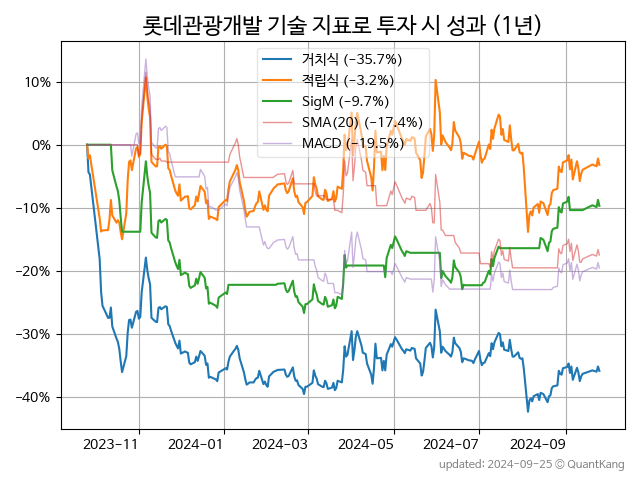 롯데관광개발 기술 지표로 투자 시 성과 (1년)
거치식 (−35.7%)
적립식 (−3.2%)
SigM (−9.7%)
SMA(20) (−17.4%)
MACD (−19.5%)
10%
0%
−10%
−20%
−30%
−40%
2023−11
2024−01
2024−03
2024−05
2024−07
2024−09
updated: 2024−09−25 © QuantKang